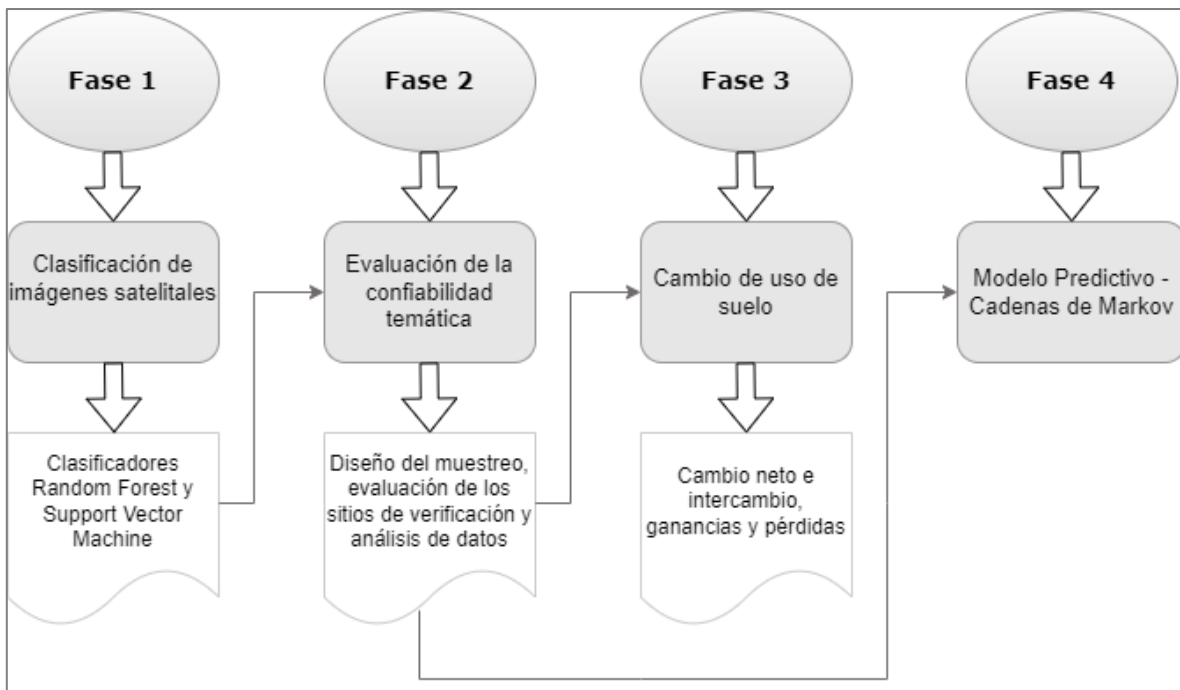 Fase 1
Fase 2
Fase 3
Fase 4
Clasificación de
imágenes satelitales
Evaluación de la
confiabilidad
temática
Cambio de uso de
suelo
Modelo Predictivo -
Cadenas de Markov
Clasificadores
Random Forest y
Support Vector
Machine
Diseño del muestreo,
evaluación de los
sitios de verificación y
análisis de datos
Cambio neto e
intercambio,
ganancias y pérdidas